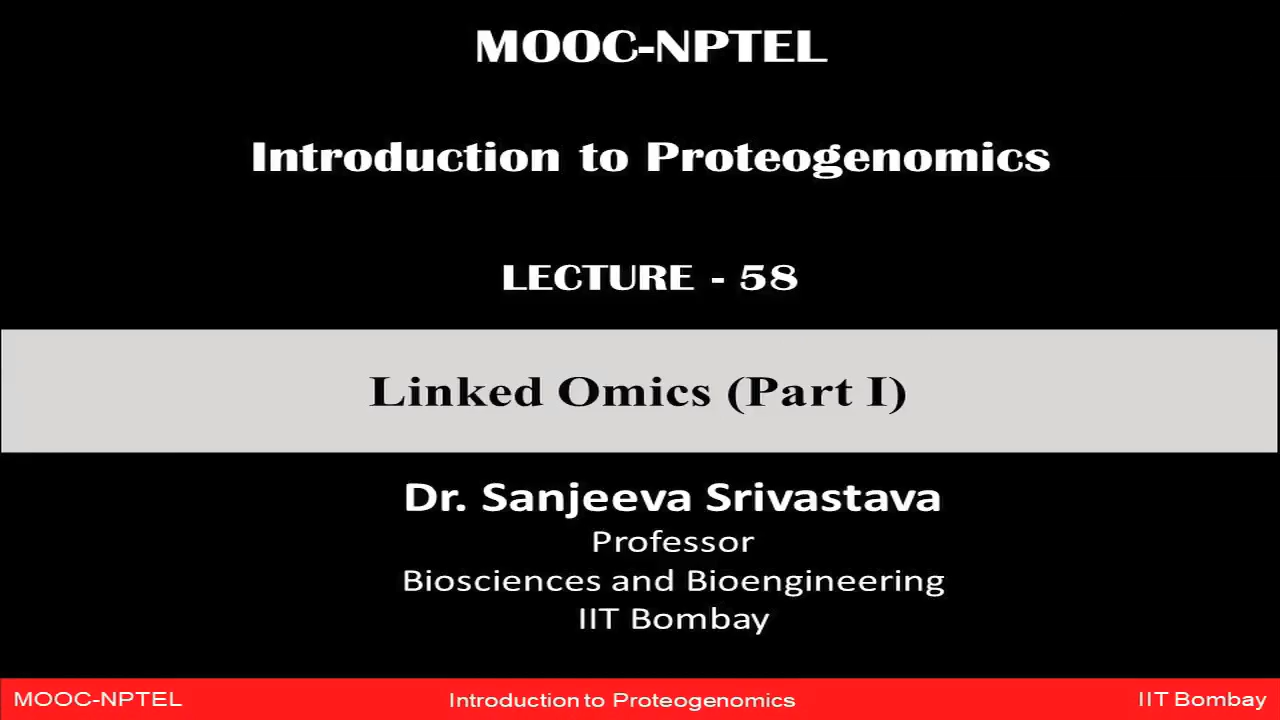 MOOC-NPTEL
Introduction to Proteogenomics
LECTURE - 58
Linked Omics (Part I)
Dr. Sanjeeva Srivastava
Professor
Biosciences and Bioengineering
IIT Bombay
MOOC-NPTEL Introduction to Proteogenomics IIT Bombay